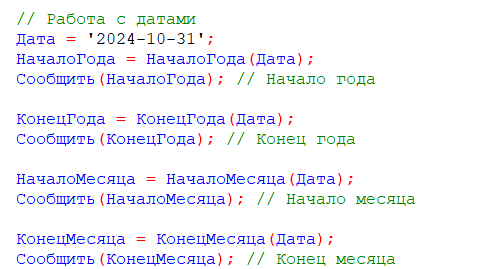 // Работа с датами
Дата = '2024-10-31';
НачалоГода = НачалоГода(Дата);
Сообщить(НачалоГода); // Начало года
КонецГода = КонецГода(Дата);
Сообщить(КонецГода); // Конец года
НачалоМесяца = НачалоМесяца(Дата);
Сообщить(НачалоМесяца); // Начало месяца
КонецМесяца = КонецМесяца(Дата);
Сообщить(КонецМесяца); // Конец месяца